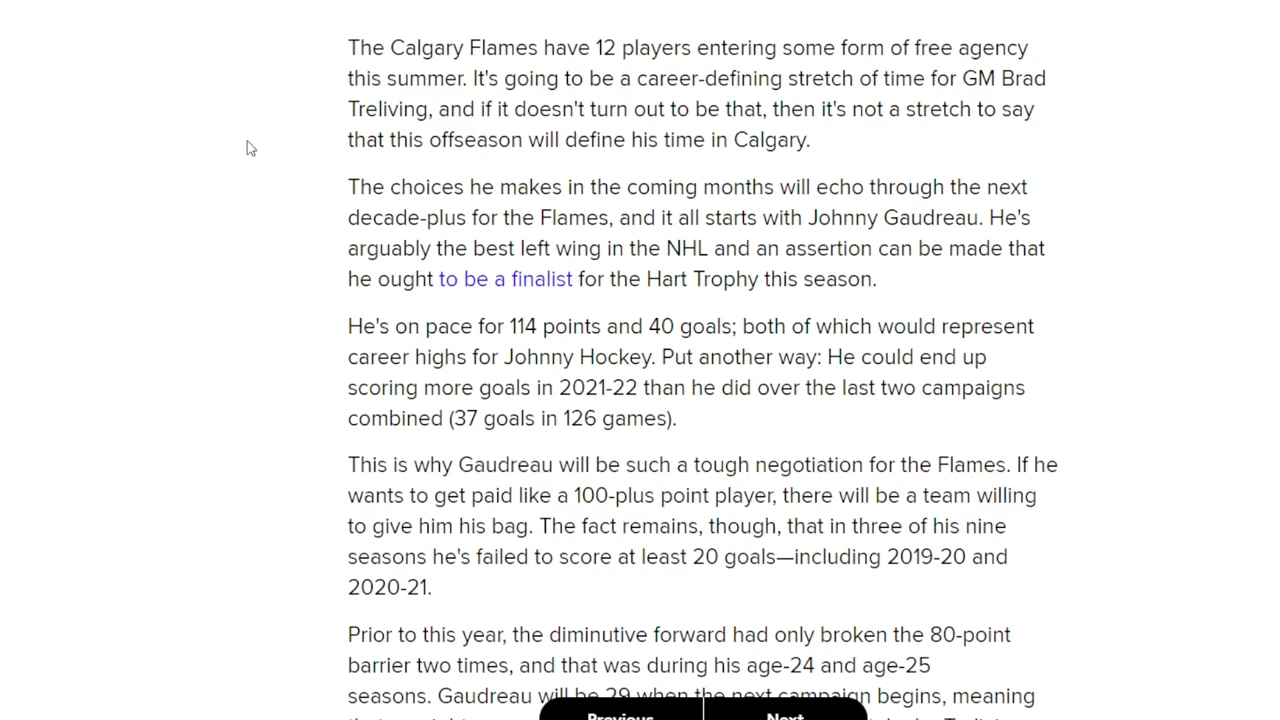 The Calgary Flames have 12 players entering some form of free agency
this summer. It's going to be a career-defining stretch of time for GM Brad
Treliving, and if it doesn't turn out to be that, then it's not a stretch to say
that this offseason will define his time in Calgary.
The choices he makes in the coming months will echo through the next
decade-plus for the Flames, and it all starts with Johnny Gaudreau. He's
arguably the best left wing in the NHL and an assertion can be made that
he ought to be a finalist for the Hart Trophy this season.
He's on pace for 114 points and 40 goals; both of which would represent
career highs for Johnny Hockey. Put another way: He could end up
scoring more goals in 2021-22 than he did over the last two campaigns
combined (37 goals in 126 games).
This is why Gaudreau will be such a tough negotiation for the Flames. If he
wants to get paid like a 100-plus point player, there will be a team willing
to give him his bag. The fact remains, though, that in three of his nine
seasons he's failed to score at least 20 goals—including 2019-20 and
2020-21.
Prior to this year, the diminutive forward had only broken the 80-point
barrier two times, and that was during his age-24 and age-25
seasons. Gaudreau will be 29 when the next campaign begins, meaning
Previous Next